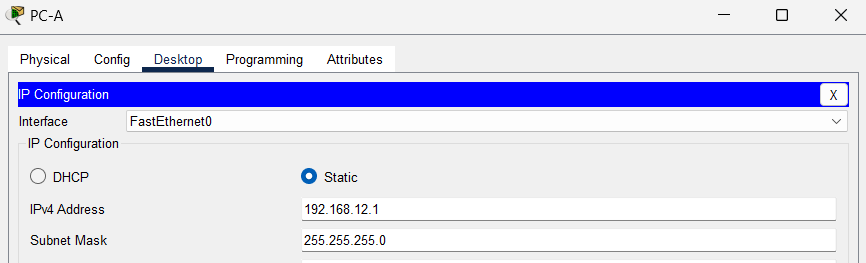 PC-A
Physical Config Desktop Programming Attributes
IP Configuration X
Interface FastEthernet0
IP Configuration
DHCP Static
IPv4 Address 192.168.12.1
Subnet Mask 255.255.255.0